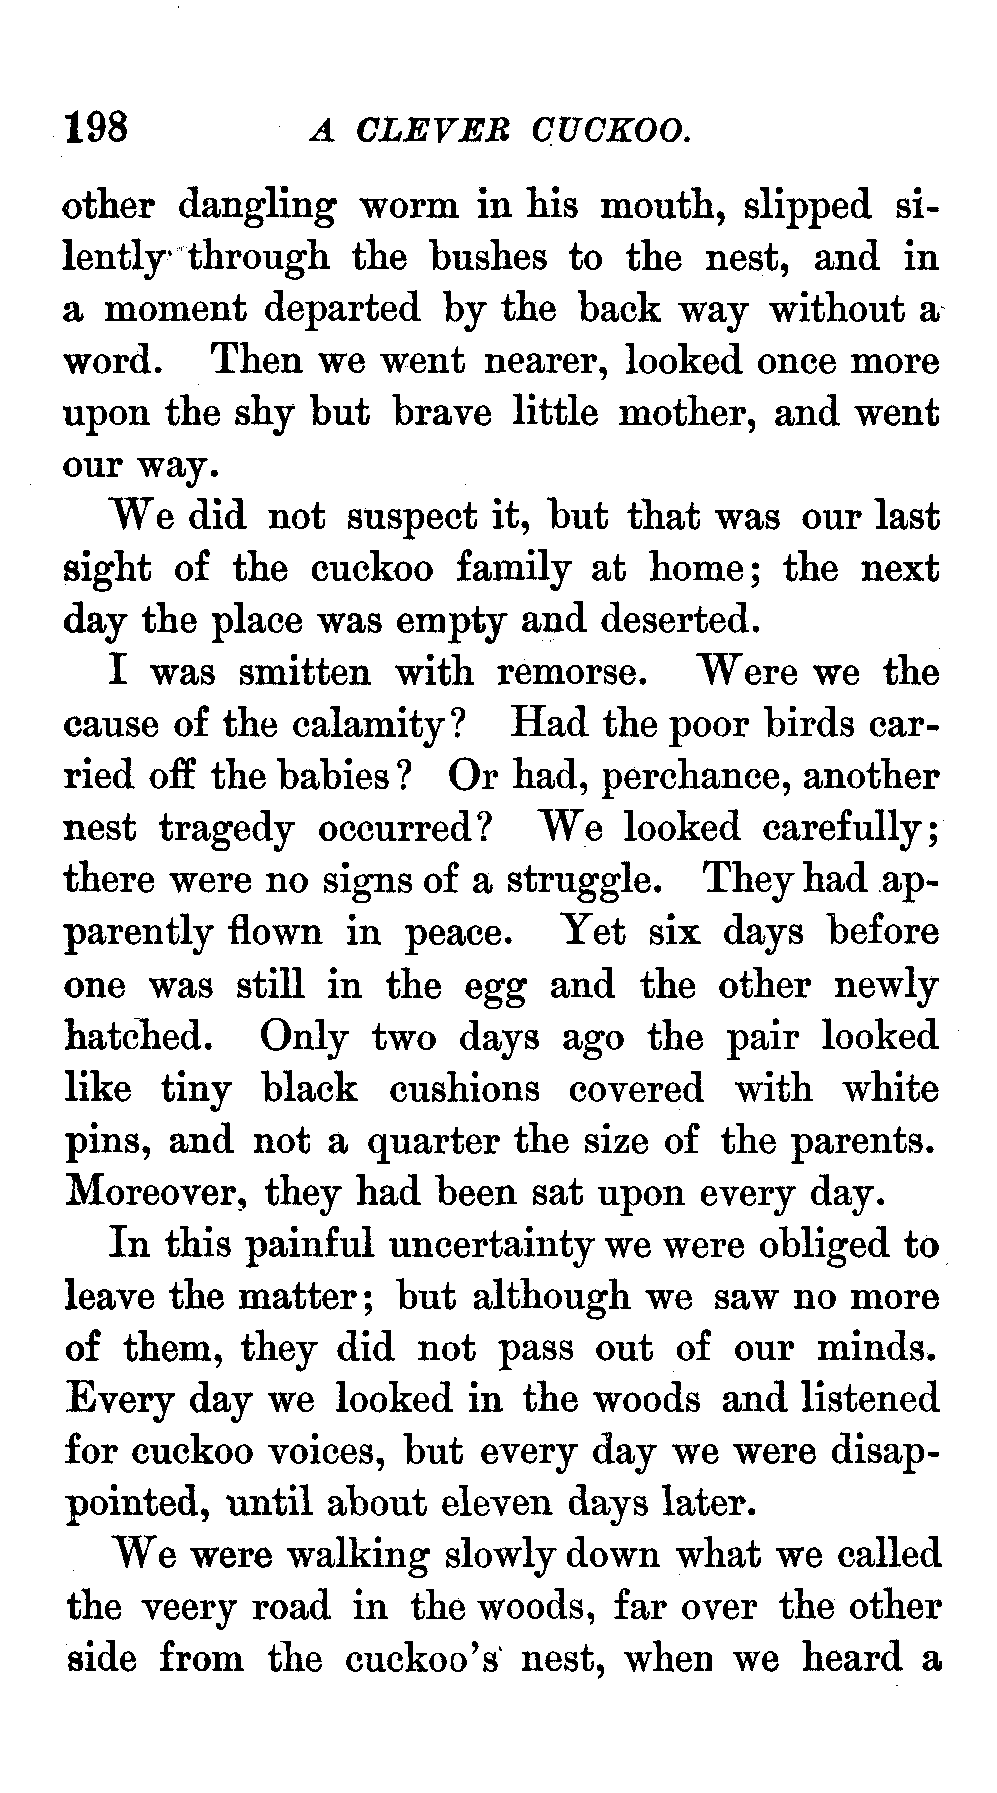 198 A CLEVER CUCKOO.
other dangling worm in his mouth, slipped si-
lently through the bushes to the nest, and in
a moment departed by the back way without a
word. Then we went nearer, looked once more
upon the shy but brave little mother, and went
our way.
We did not suspect it, but that was our last
sight of the cuckoo family at home; the next
day the place was empty and deserted.
I was smitten with remorse. Were we the
cause of the calamity? Had the poor birds car-
ried off the babies? Or had, perchance, another
nest tragedy occurred? We looked carefully;
there were no signs of a struggle. They had ap-
parently flown in peace. Yet six days before
one was still in the egg and the other newly
hatched. Only two days ago the pair looked
like tiny black cushions covered with white
pins, and not a quarter the size of the parents.
Moreover, they had been sat upon every day.
In this painful uncertainty we were obliged to
leave the matter; but although we saw no more
of them, they did not pass out of our minds.
Every day we looked in the woods and listened
for cuckoo voices, but every day we were disap-
pointed, until about eleven days later.
We were walking slowly down what we called
the veery road in the woods, far over the other
side from the cuckoo's nest, when we heard a